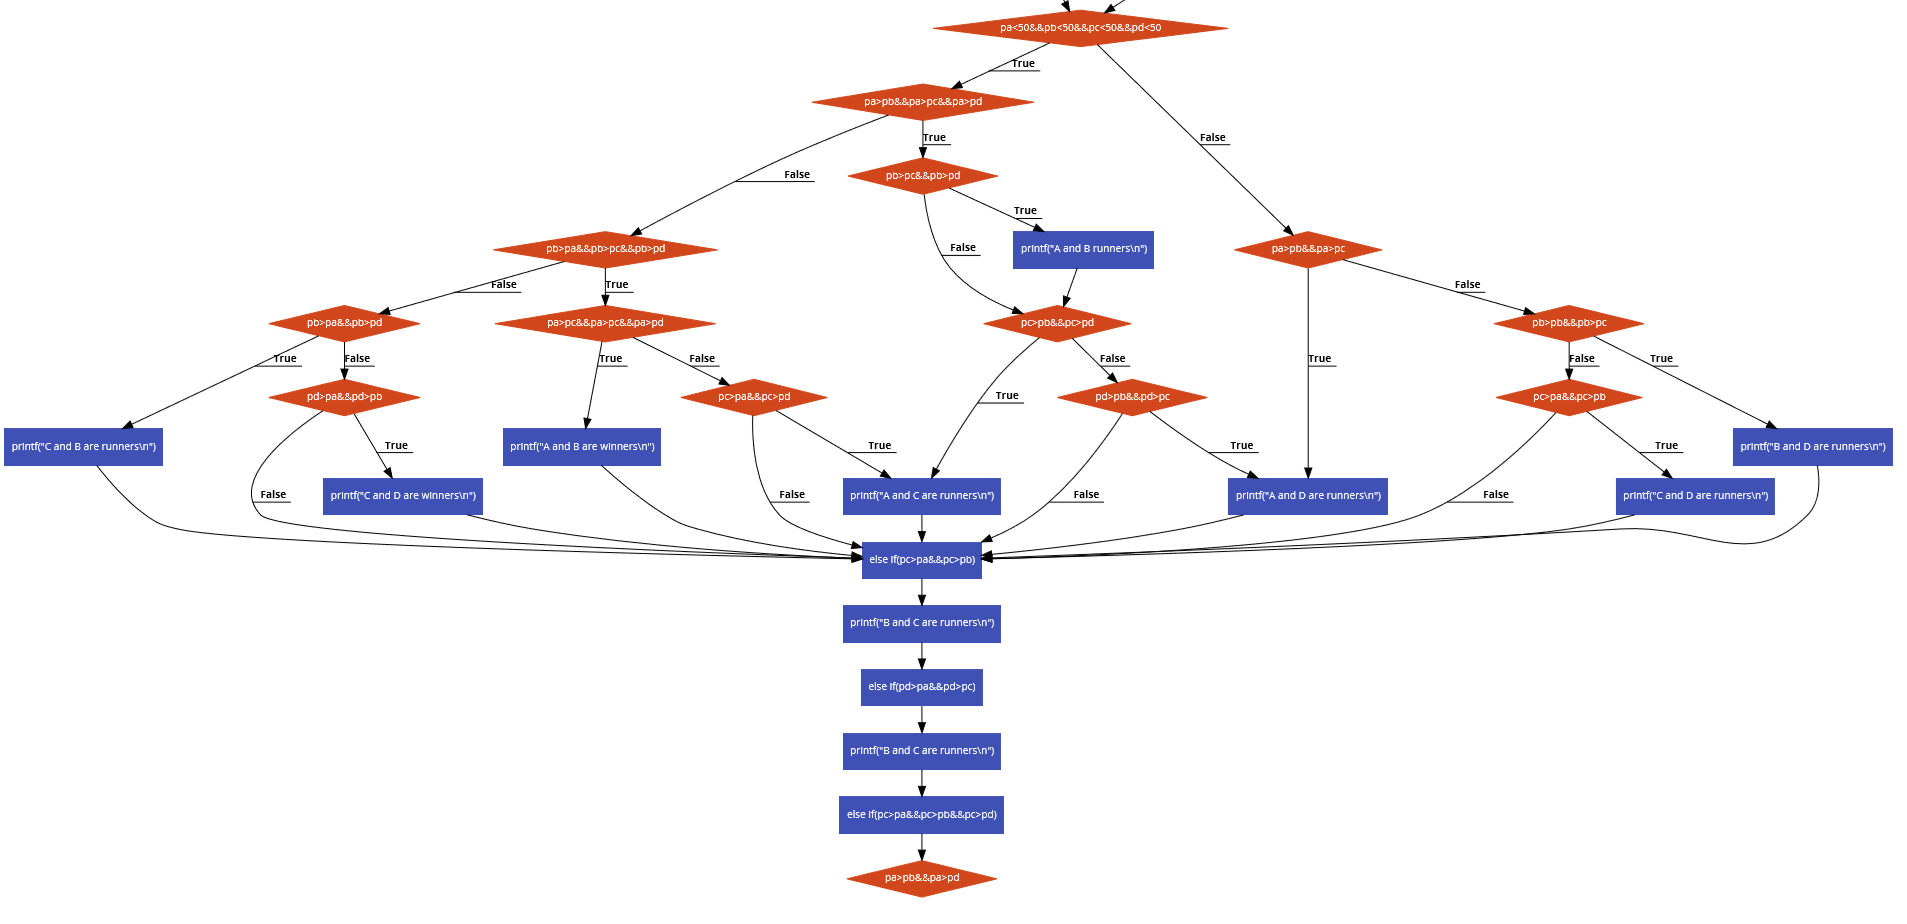 pa<50&&pb<50&&pc<50&&pd<50
True
pa>pb&&pa>pc&&pa>pd
True
False
False
pb>pc&&pb>pd
True
False
pb>pa&&pb>pc&&pb>pd
printf("A and B runners\n")
pa>pb&&pa>pc
False
True
False
pb>pa&&pb>pd
pa>pc&&pa>pc&&pa>pd
pc>pb&&pc>pd
pb>pb&&pb>pc
True
False
True
False
False
True
False
True
pd>pa&&pd>pb
pc>pa&&pc>pd
True
pd>pb&&pd>pc
pc>pa&&pc>pb
printf("C and B are runners\n")
True
printf("A and B are winners\n")
True
True
True
printf("B and D are runners\n")
False
printf("C and D are winners\n")
False
printf("A and C are runners\n")
False
printf("A and D are runners\n")
False
printf("C and D are runners\n")
else if(pc>pa&&pc>pb)
printf("B and C are runners\n")
else if(pd>pa&&pd>pc)
printf("B and C are runners\n")
else if(pc>pa&&pc>pb&&pc>pd)
pa>pb&&pa>pd